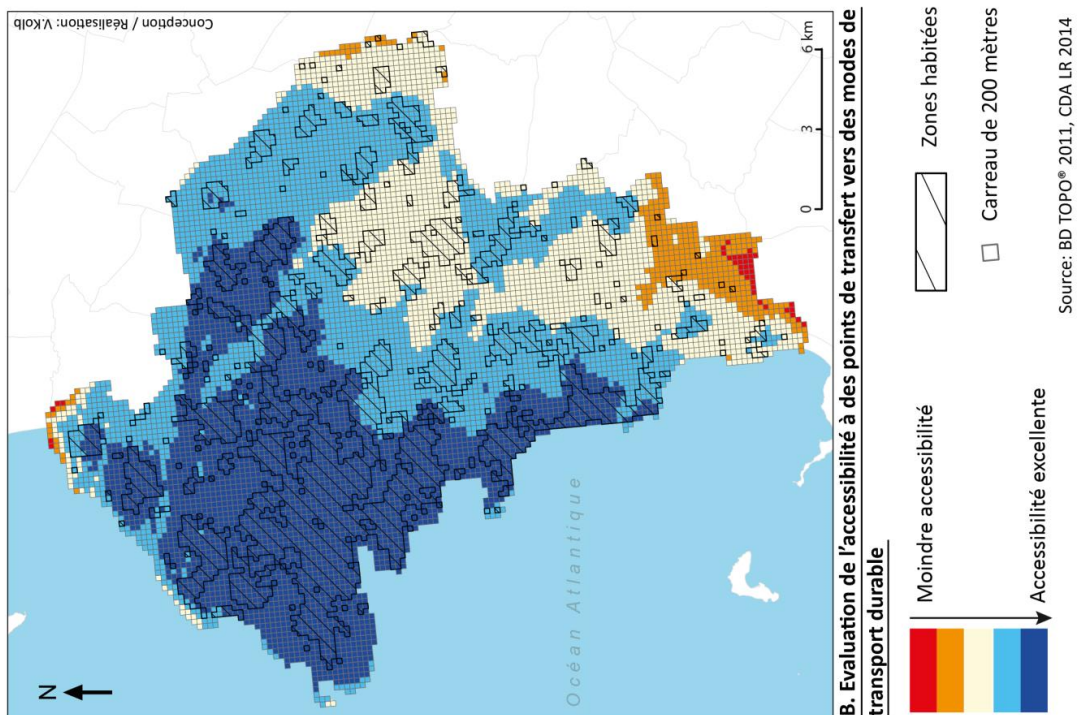 Conception / Réalisation: V.Kolb
N
Océan Atlantique
0 3 6 km
B. Evaluation de l'accessibilité à des points de transfert vers des modes de
transport durable
Moindre accessibilité
Accessibilité excellente
Zones habitées
Carreau de 200 mètres
Source: BD TOPO® 2011, CDA LR 2014